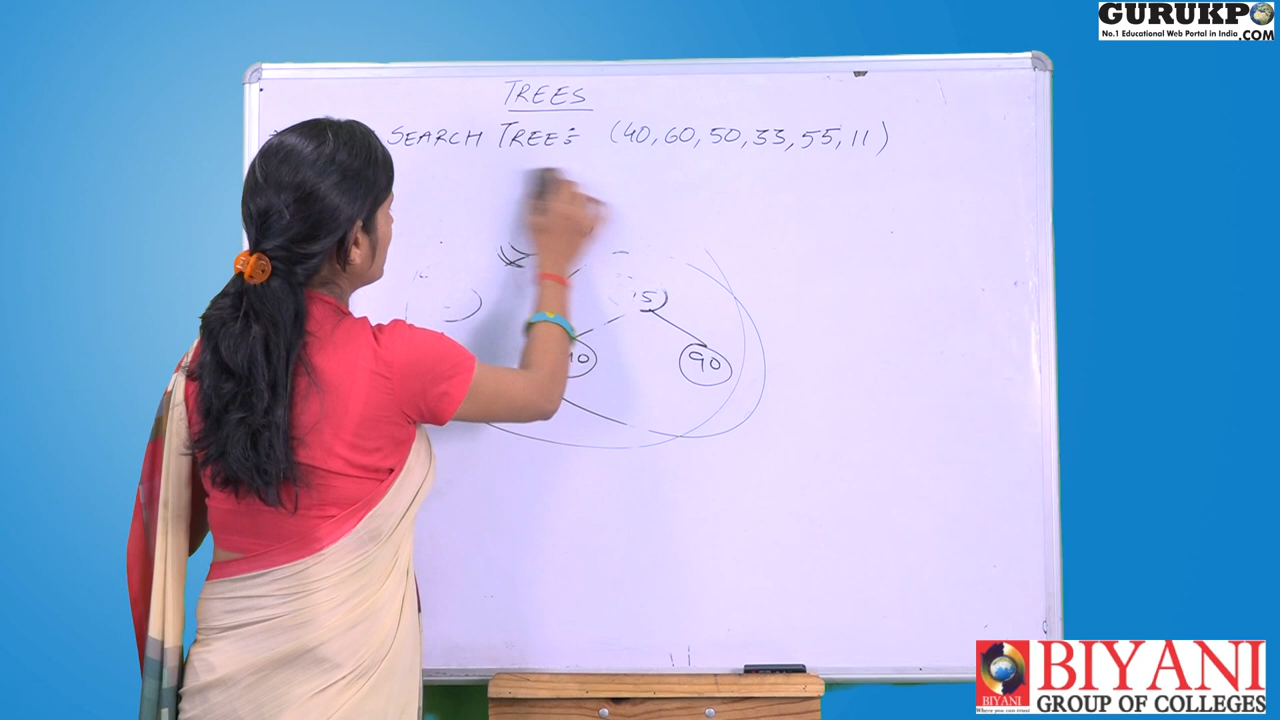 GURUKPO
No.1 Educational Web Portal in India .COM
TREES
SEARCH TREE:- (40, 60, 50, 33, 55, 11)
90
BIYANI
BIYANI
GROUP OF COLLEGES